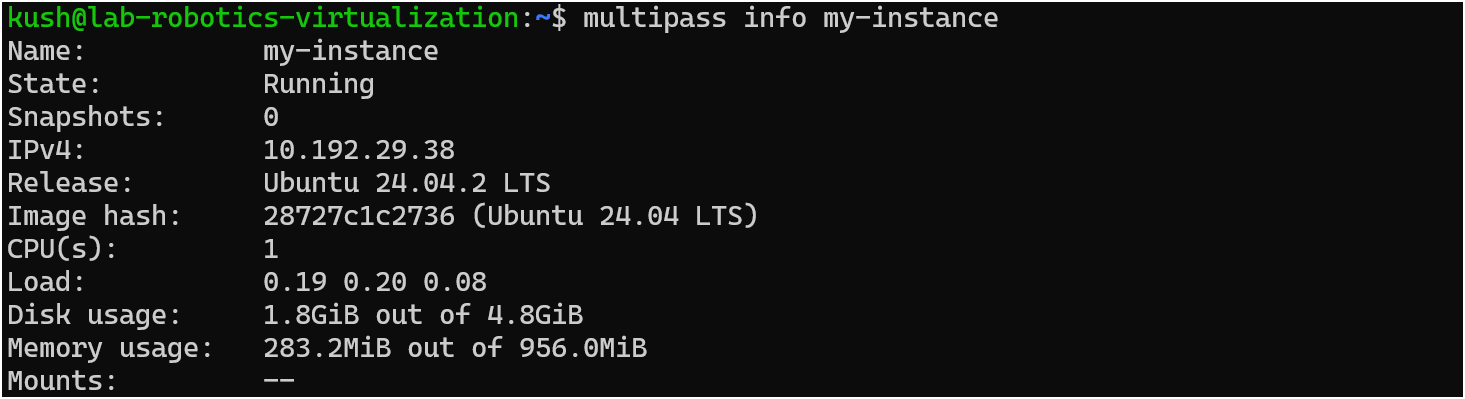 kush@lab-robotics-virtualization:~$ multipass info my-instance
Name:           my-instance
State:          Running
Snapshots:      0
IPv4:           10.192.29.38
Release:        Ubuntu 24.04.2 LTS
Image hash:     28727c1c2736 (Ubuntu 24.04 LTS)
CPU(s):         1
Load:           0.19 0.20 0.08
Disk usage:     1.8GiB out of 4.8GiB
Memory usage:   283.2MiB out of 956.0MiB
Mounts:         --